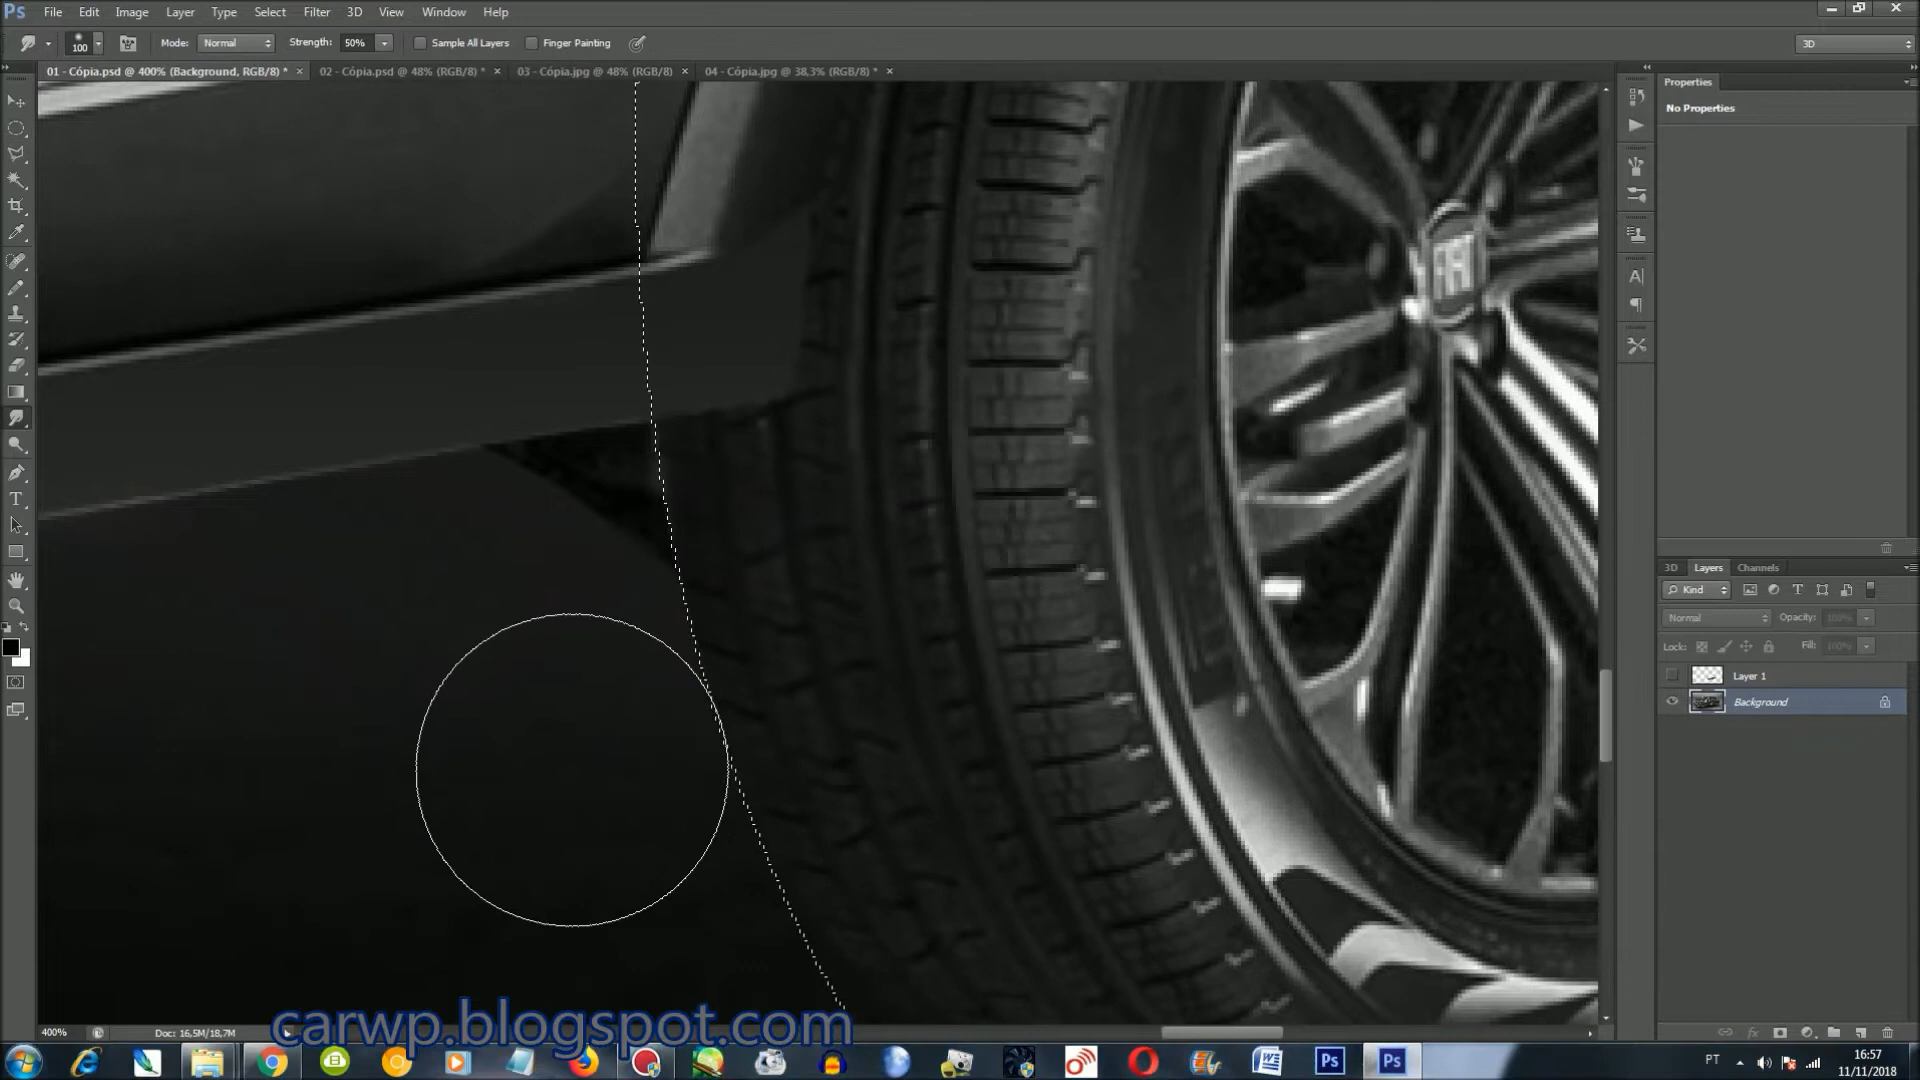 Ps File Edit Image Layer Type Select Filter 3D View Window Help
100 Mode: Normal Strength: 50% Sample All Layers Finger Painting 3D
01 - Cópia.psd @ 400% (Background, RGB/8) * × 02 - Cópia.psd @ 48% (RGB/8) * × 03 - Cópia.jpg @ 48% (RGB/8) × 04 - Cópia.jpg @ 38,3% (RGB/8) * ×
Properties
No Properties
3D Layers Channels
Kind
Normal Opacity: 100%
Lock: Fill: 100%
Layer 1
Background
400% Doc: 16,5M/18,7M
carwp.blogspot.com
PT
16:57
11/11/2018